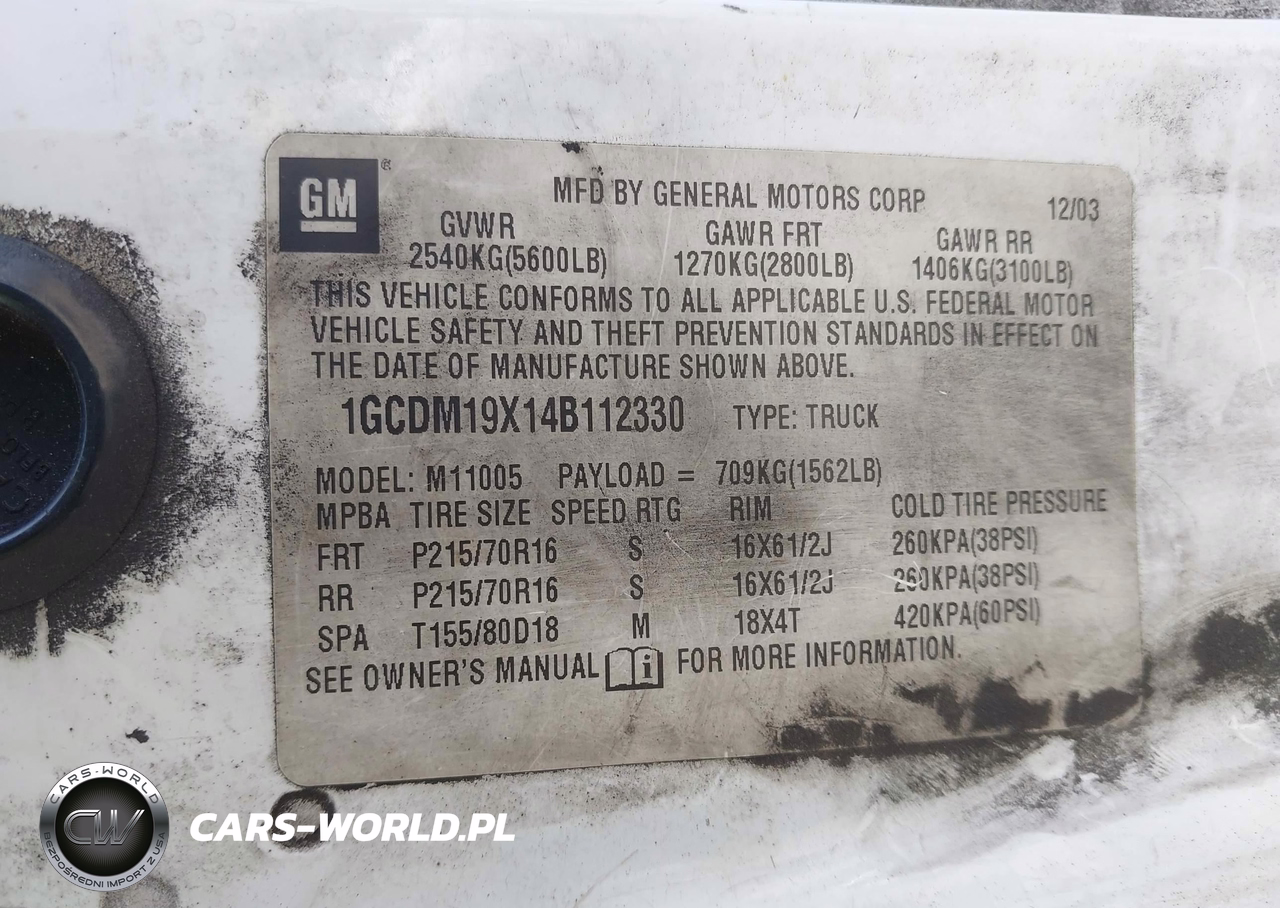 GM
MFD BY GENERAL MOTORS CORP 12/03
GVWR GAWR FRT GAWR RR
2540KG(5600LB) 1270KG(2800LB) 1406KG(3100LB)
THIS VEHICLE CONFORMS TO ALL APPLICABLE U.S. FEDERAL MOTOR
VEHICLE SAFETY AND THEFT PREVENTION STANDARDS IN EFFECT ON
THE DATE OF MANUFACTURE SHOWN ABOVE.
1GCDM19X14B112330 TYPE: TRUCK
MODEL: M11005 PAYLOAD = 709KG(1562LB)
MPBA TIRE SIZE SPEED RTG RIM COLD TIRE PRESSURE
FRT P215/70R16 S 16X61/2J 260KPA(38PSI)
RR P215/70R16 S 16X61/2J 260KPA(38PSI)
SPA T155/80D18 M 18X4T 420KPA(60PSI)
SEE OWNER'S MANUAL FOR MORE INFORMATION.
CARS-WORLD
CW
BEZPOŚREDNI IMPORT Z USA
CARS-WORLD.PL